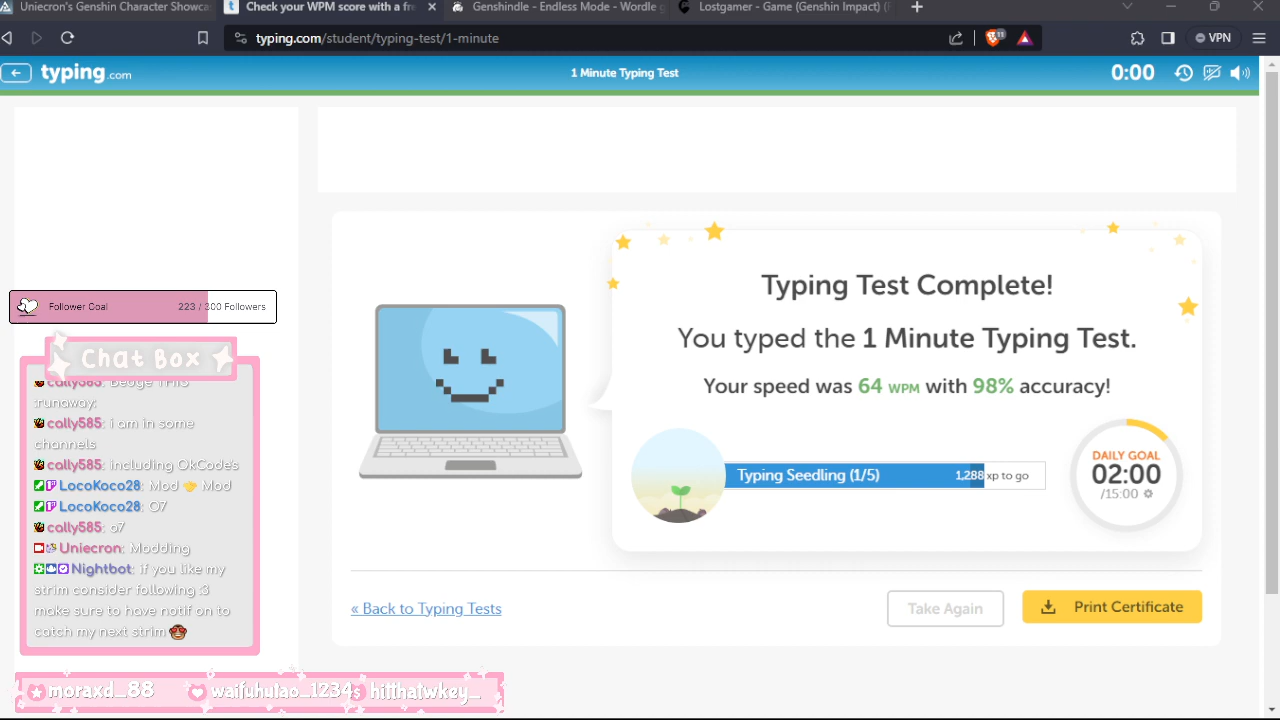 Uniecron's Genshin Character Showcas
Check your WPM score with a fre
Genshindle - Endless Mode - Wordle g
Lostgamer - Game (Genshin Impact) (F
typing.com/student/typing-test/1-minute
11
VPN
typing.com
1 Minute Typing Test
0:00
Typing Test Complete!
You typed the 1 Minute Typing Test.
Your speed was 64 WPM with 98% accuracy!
Typing Seedling (1/5)
1,288 xp to go
DAILY GOAL
02:00
/15:00
« Back to Typing Tests
Take Again
Print Certificate
Follower Goal
223 / 300 Followers
Chat Box
:runaway:
cally585: i am in some
channels
cally585: including OkCode's
LocoKoco28: Mod Mod
LocoKoco28: O7
cally585: o7
Uniecron: Modding
Nightbot: if you like my
strim consider following :3
make sure to have notif on to
catch my next strim
moraxd_88
waifuhutao_1234s
hitthatwkey_